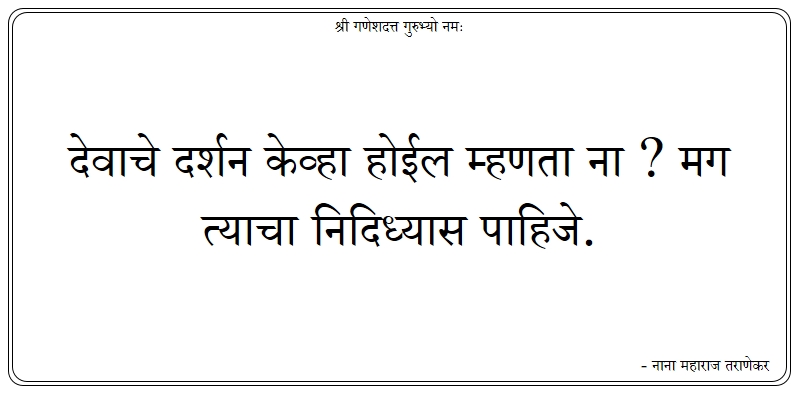 श्री गणेशदत्त गुरुभ्यो नमः
देवाचे दर्शन केव्हा होईल म्हणता ना ? मग
त्याचा निदिध्यास पाहिजे.
- नाना महाराज तराणेकर